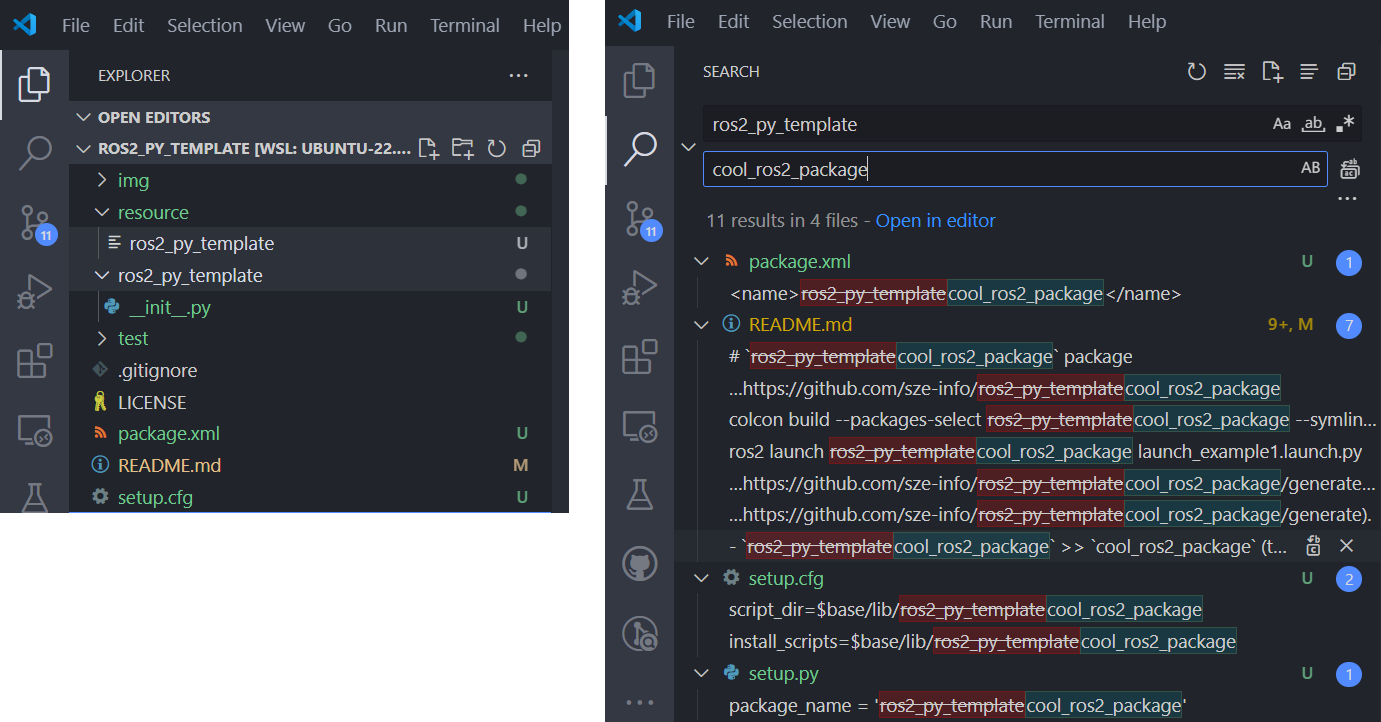 File Edit Selection View Go Run Terminal Help
EXPLORER
OPEN EDITORS
ROS2_PY_TEMPLATE [WSL: UBUNTU-22....
img
resource
ros2_py_template U
ros2_py_template
__init__.py U
test
.gitignore
LICENSE
package.xml U
README.md M
setup.cfg U
11
File Edit Selection View Go Run Terminal Help
SEARCH
ros2_py_template Aa ab .*
cool_ros2_package AB
11 results in 4 files - Open in editor
package.xml U 1
<name>ros2_py_templatecool_ros2_package</name>
README.md 9+, M 7
# `ros2_py_templatecool_ros2_package` package
...https://github.com/sze-info/ros2_py_templatecool_ros2_package
colcon build --packages-select ros2_py_templatecool_ros2_package --symlin...
ros2 launch ros2_py_templatecool_ros2_package launch_example1.launch.py
...https://github.com/sze-info/ros2_py_templatecool_ros2_package/generate...
...https://github.com/sze-info/ros2_py_templatecool_ros2_package/generate).
- `ros2_py_templatecool_ros2_package` >> `cool_ros2_package` (t...
setup.cfg U 2
script_dir=$base/lib/ros2_py_templatecool_ros2_package
install_scripts=$base/lib/ros2_py_templatecool_ros2_package
setup.py U 1
package_name = 'ros2_py_templatecool_ros2_package'
11